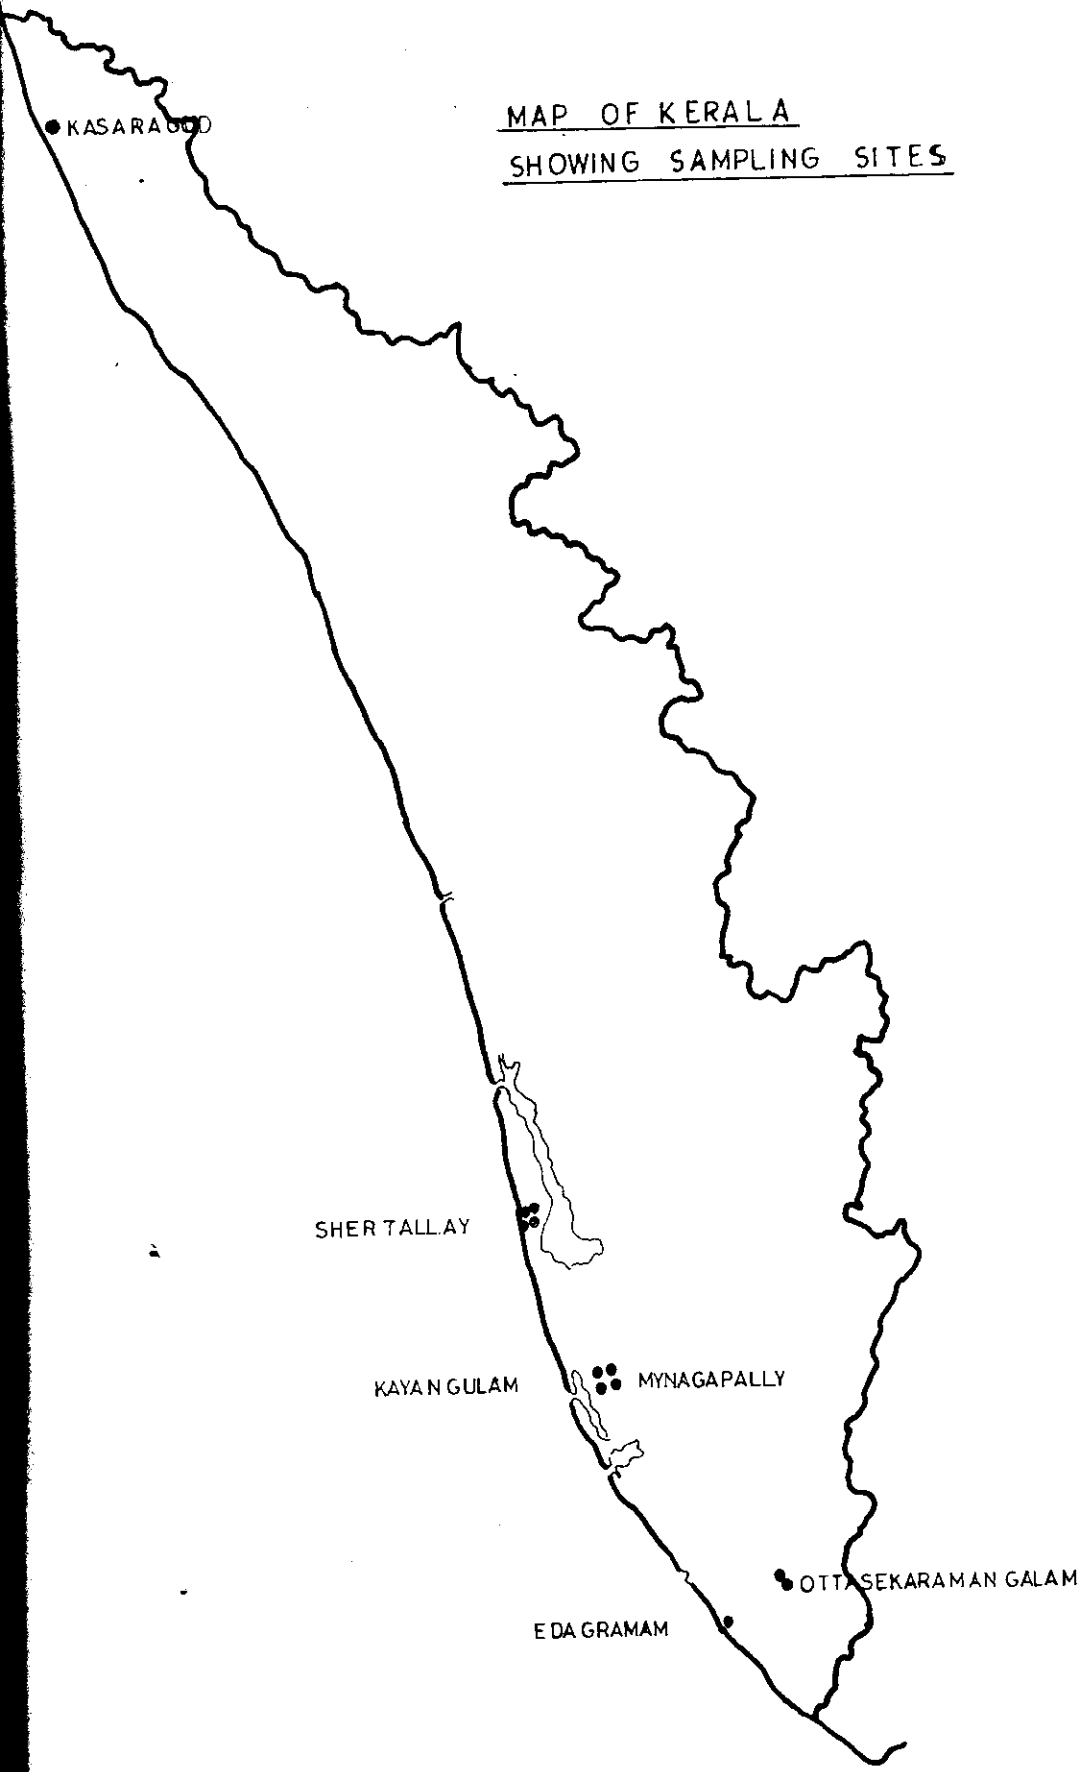 MAP OF KERALA
SHOWING SAMPLING SITES
KASARAGOD
SHERTALLAY
KAYANGULAM
MYNAGAPALLY
OTTASEKARAMANGALAM
EDAGRAMAM